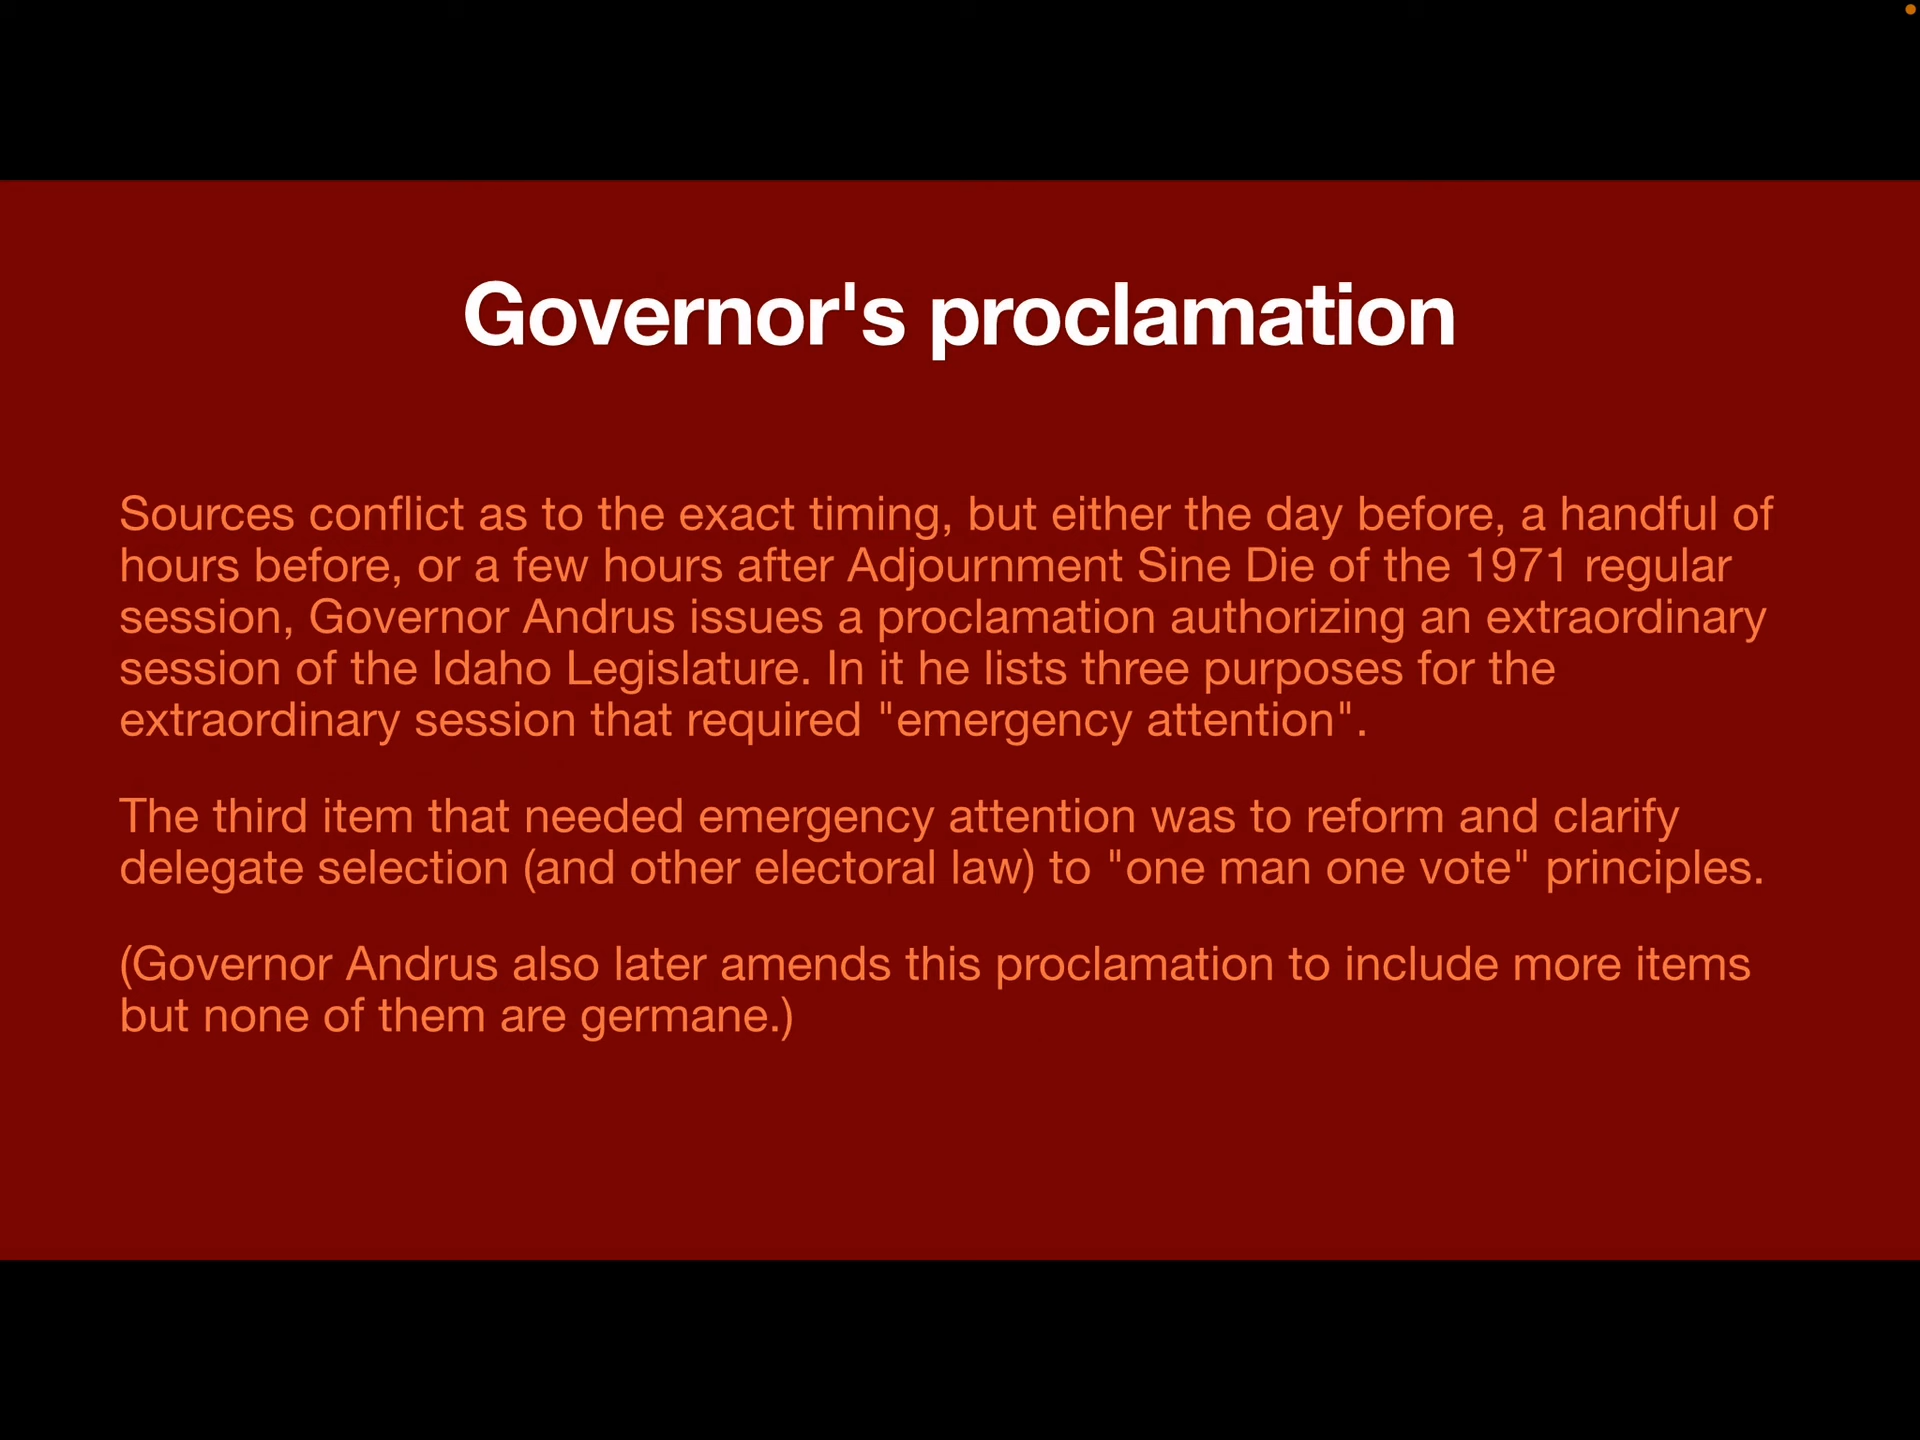 Governor's proclamation
Sources conflict as to the exact timing, but either the day before, a handful of
hours before, or a few hours after Adjournment Sine Die of the 1971 regular
session, Governor Andrus issues a proclamation authorizing an extraordinary
session of the Idaho Legislature. In it he lists three purposes for the
extraordinary session that required "emergency attention".
The third item that needed emergency attention was to reform and clarify
delegate selection (and other electoral law) to "one man one vote" principles.
(Governor Andrus also later amends this proclamation to include more items
but none of them are germane.)